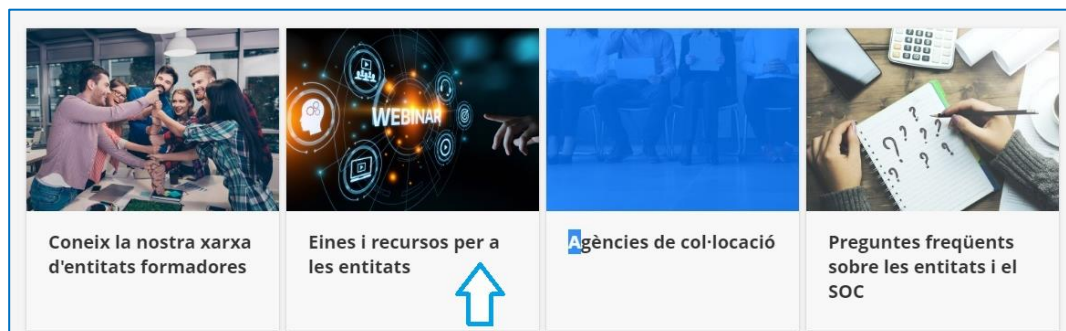 WEBINAR
Coneix la nostra xarxa
d'entitats formadores
Eines i recursos per a
les entitats
Agències de col·locació
Preguntes freqüents
sobre les entitats i el
SOC